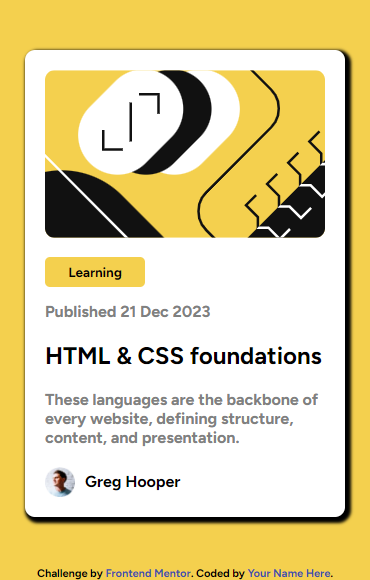 Learning
Published 21 Dec 2023
HTML & CSS foundations
These languages are the backbone of
every website, defining structure,
content, and presentation.
Greg Hooper
Challenge by Frontend Mentor. Coded by Your Name Here.